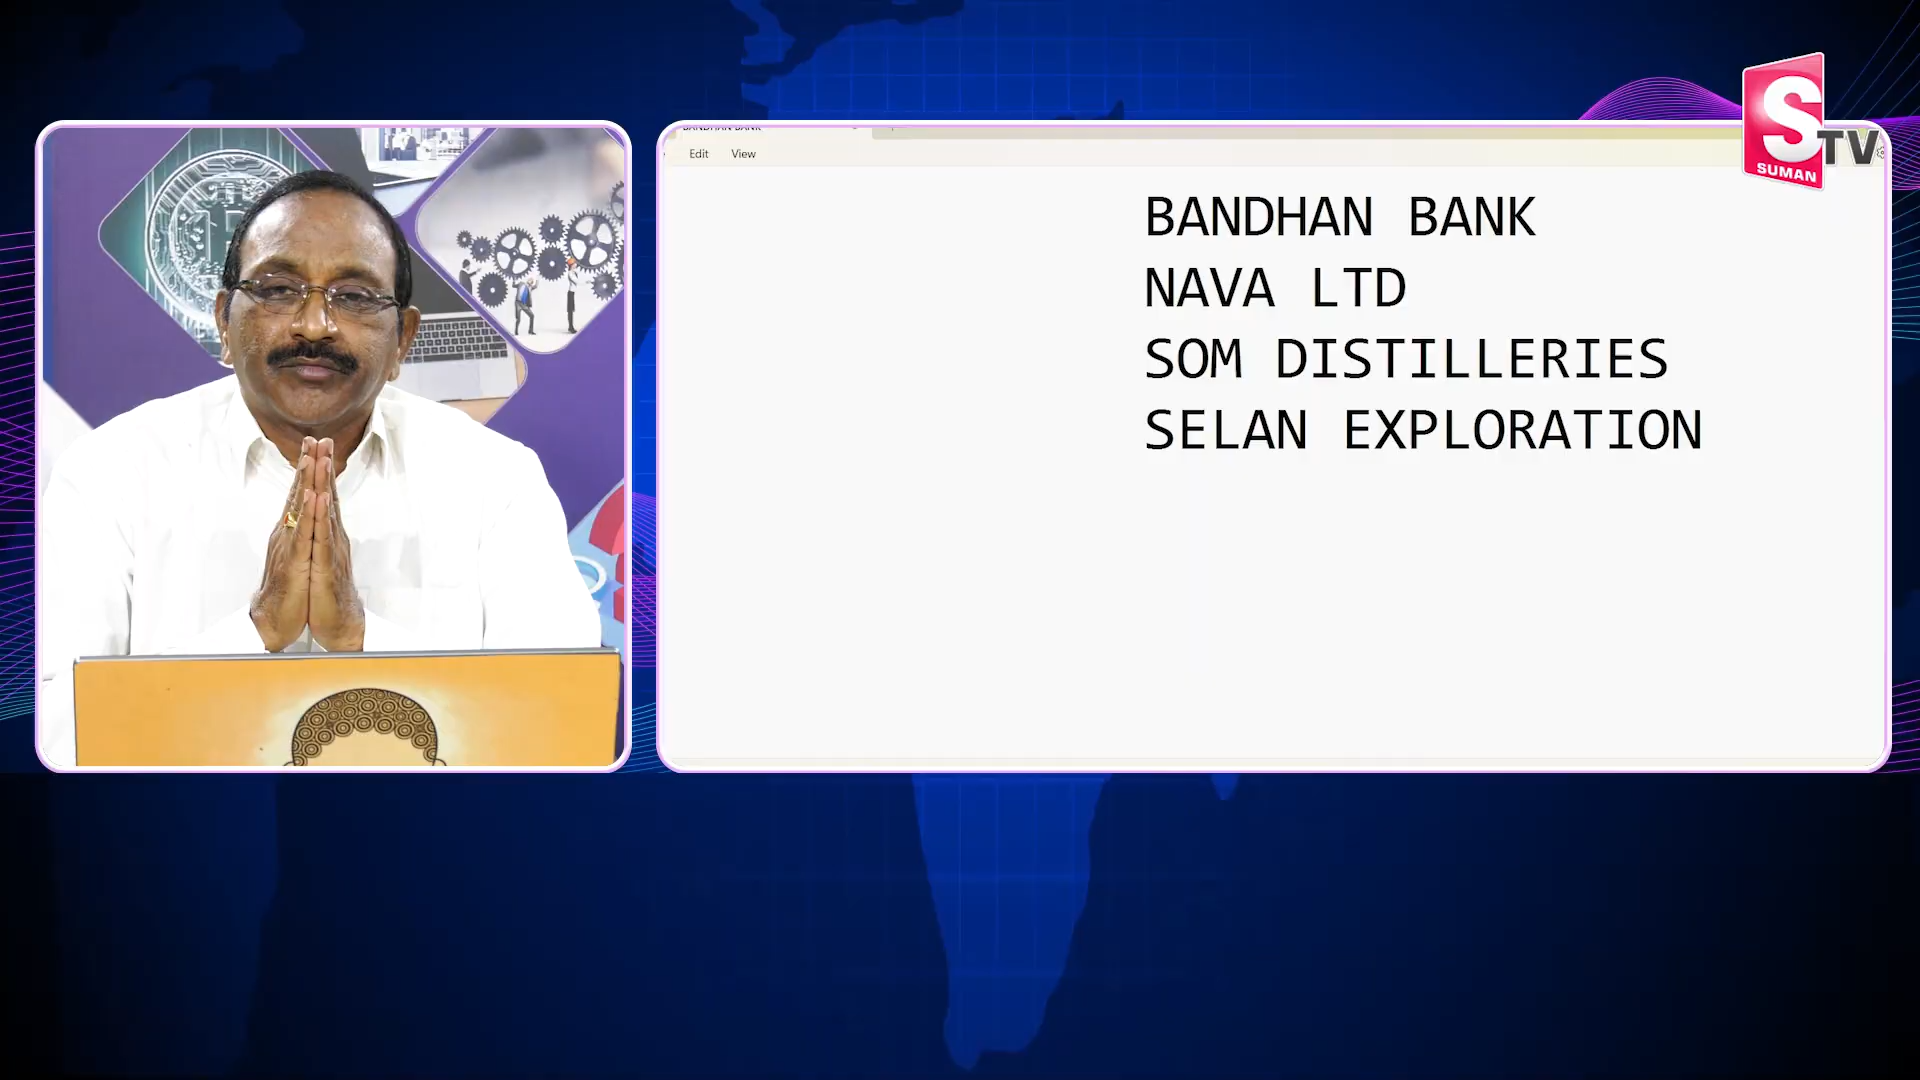 S
TV
SUMAN
Edit View
BANDHAN BANK
NAVA LTD
SOM DISTILLERIES
SELAN EXPLORATION